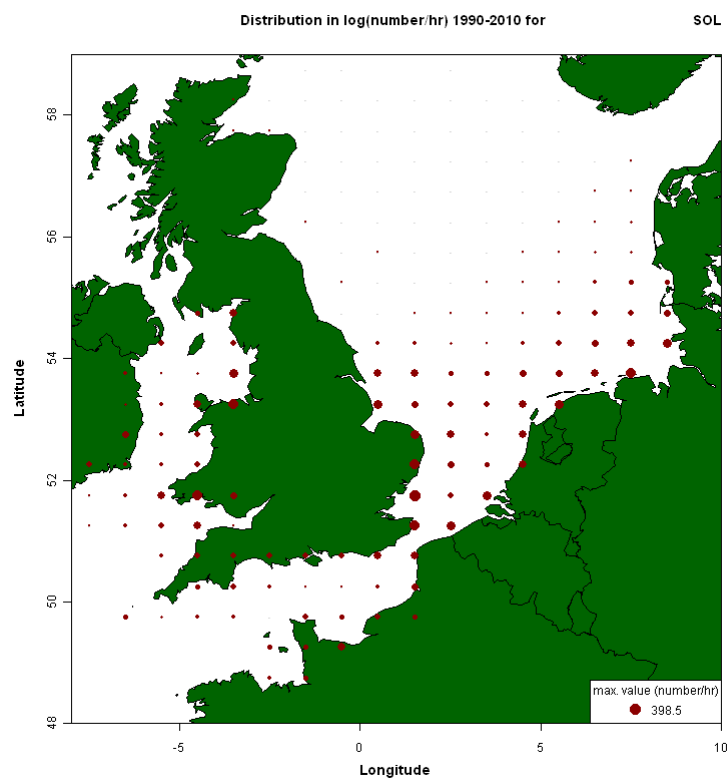 Distribution in log(number/hr) 1990-2010 for SOL
58
56
54
52
50
48
Latitude
-5
0
5
10
Longitude
max. value (number/hr)
398.5